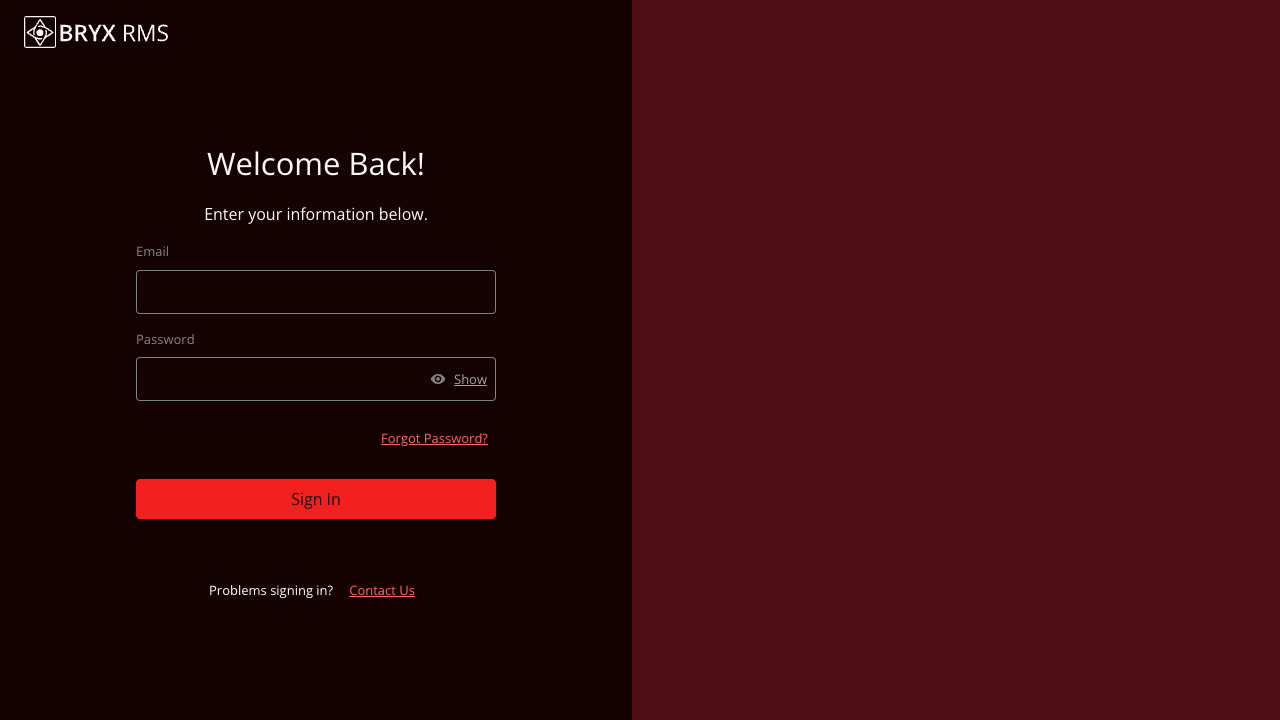 BRYX RMS
Welcome Back!
Enter your information below.
Email
Password
Show
Forgot Password?
Sign In
Problems signing in? Contact Us